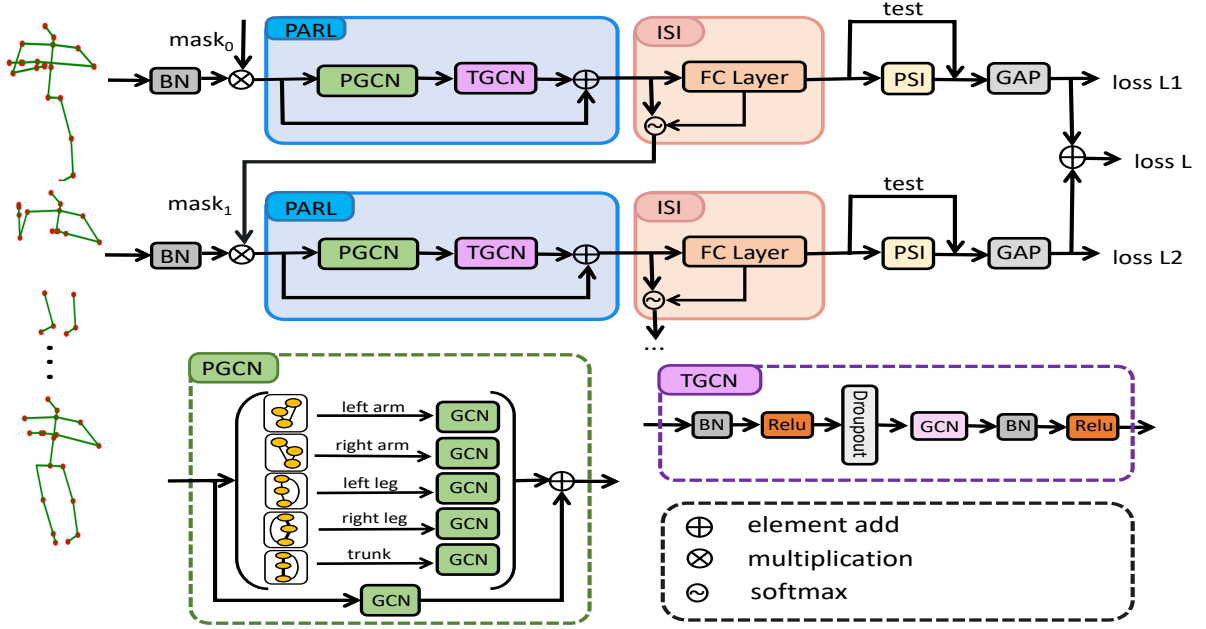 test
mask0
PARL
ISI
BN
PGCN
TGCN
FC Layer
PSI
GAP
loss L1
loss L
mask1
PARL
ISI
test
BN
PGCN
TGCN
FC Layer
PSI
GAP
loss L2
...
PGCN
left arm
GCN
right arm
GCN
left leg
GCN
right leg
GCN
trunk
GCN
GCN
TGCN
BN
Relu
Droupout
GCN
BN
Relu
element add
multiplication
softmax